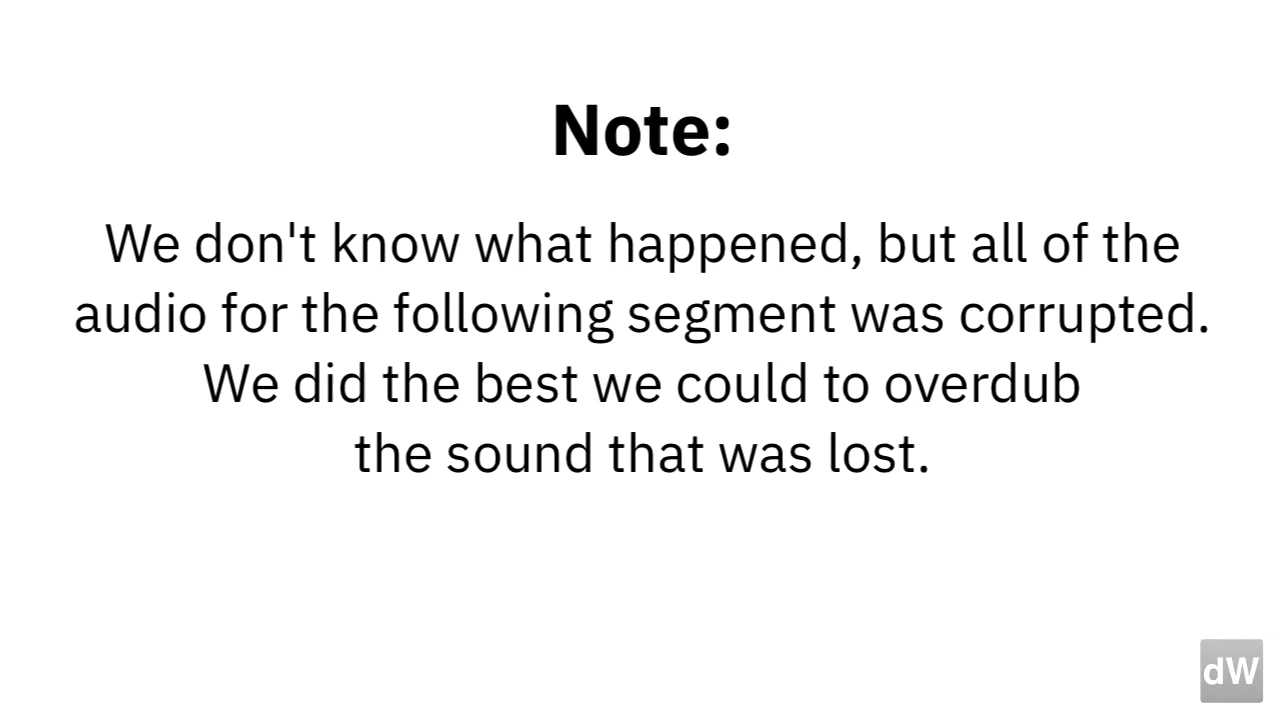 Note:
We don't know what happened, but all of the
audio for the following segment was corrupted.
We did the best we could to overdub
the sound that was lost.
dW